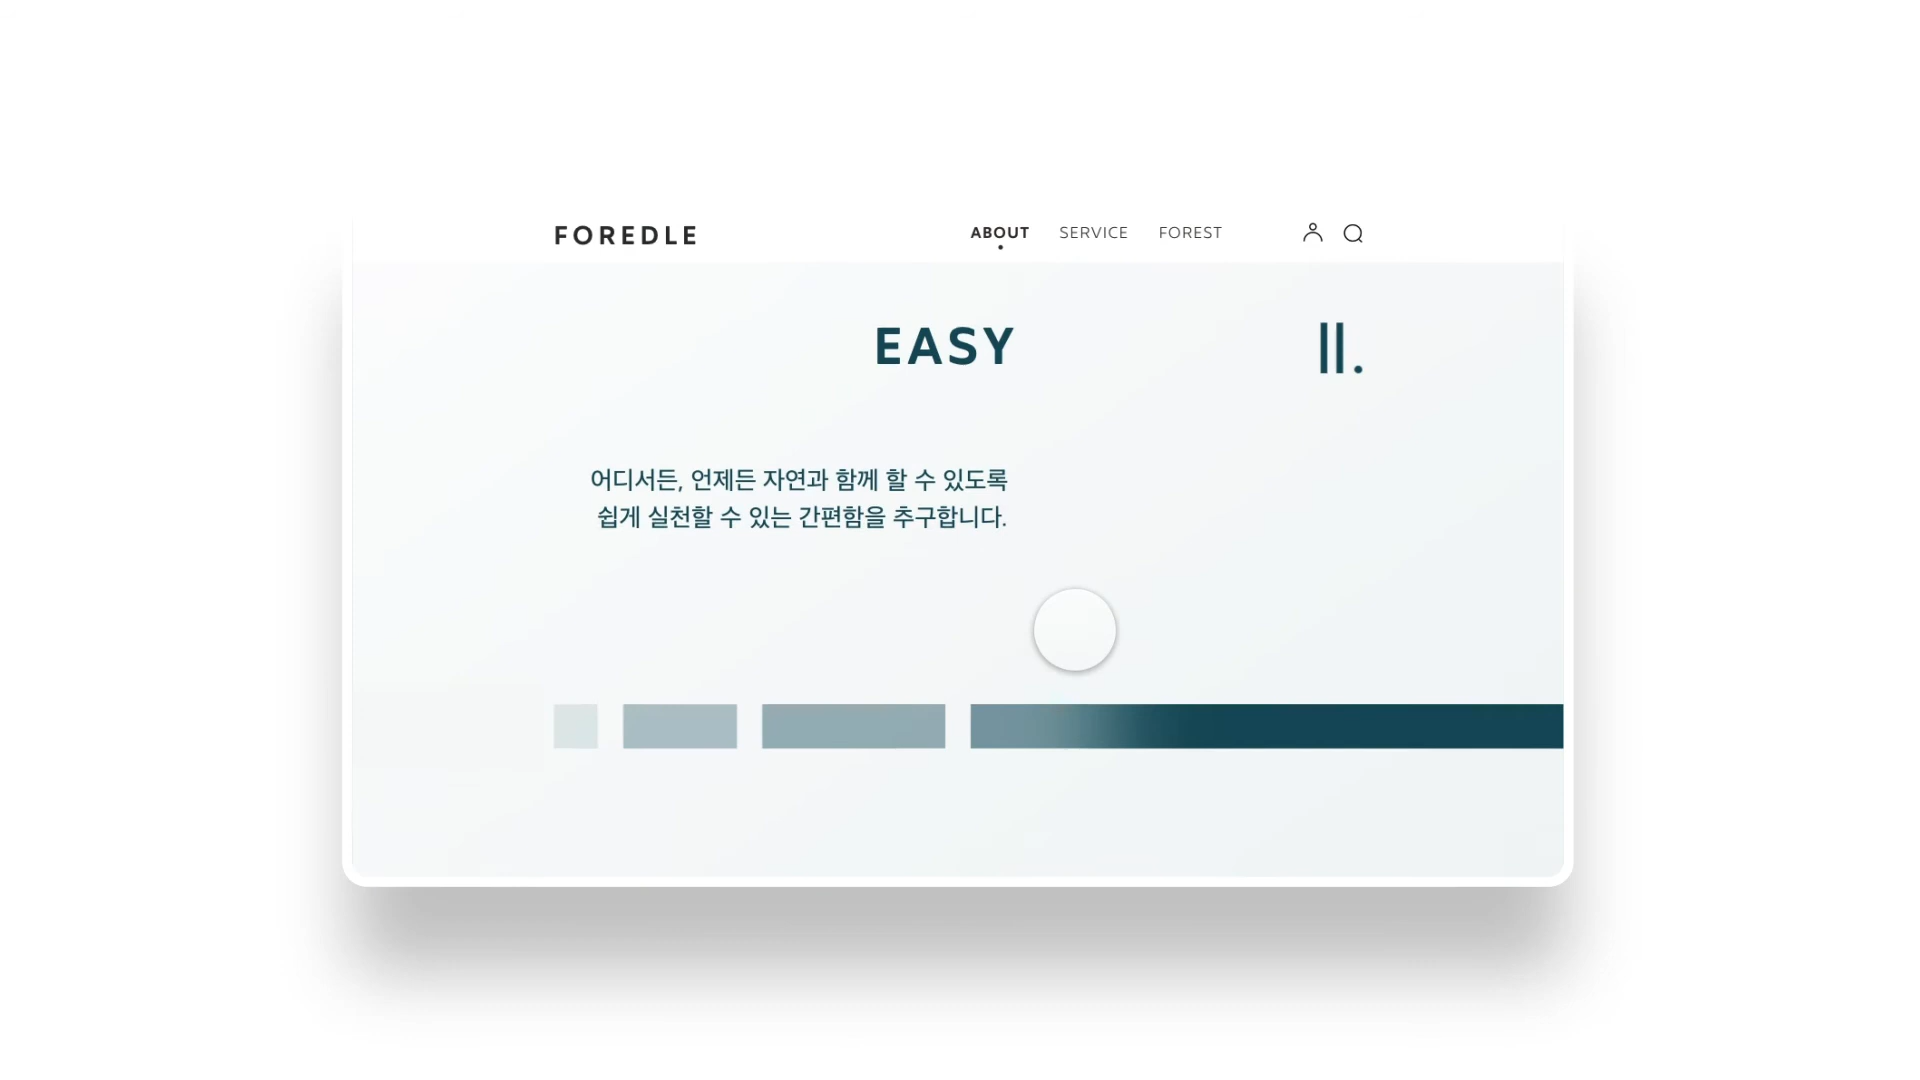 FOREDLE
ABOUT SERVICE FOREST
EASY
II.
어디서든, 언제든 자연과 함께 할 수 있도록
쉽게 실천할 수 있는 간편함을 추구합니다.